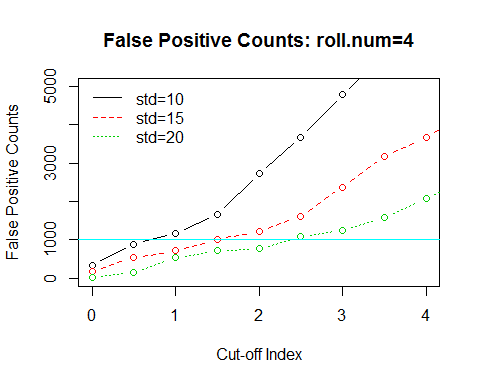 False Positive Counts: roll.num=4
5000
3000
1000
0
False Positive Counts
std=10
std=15
std=20
0 1 2 3 4
Cut-off Index